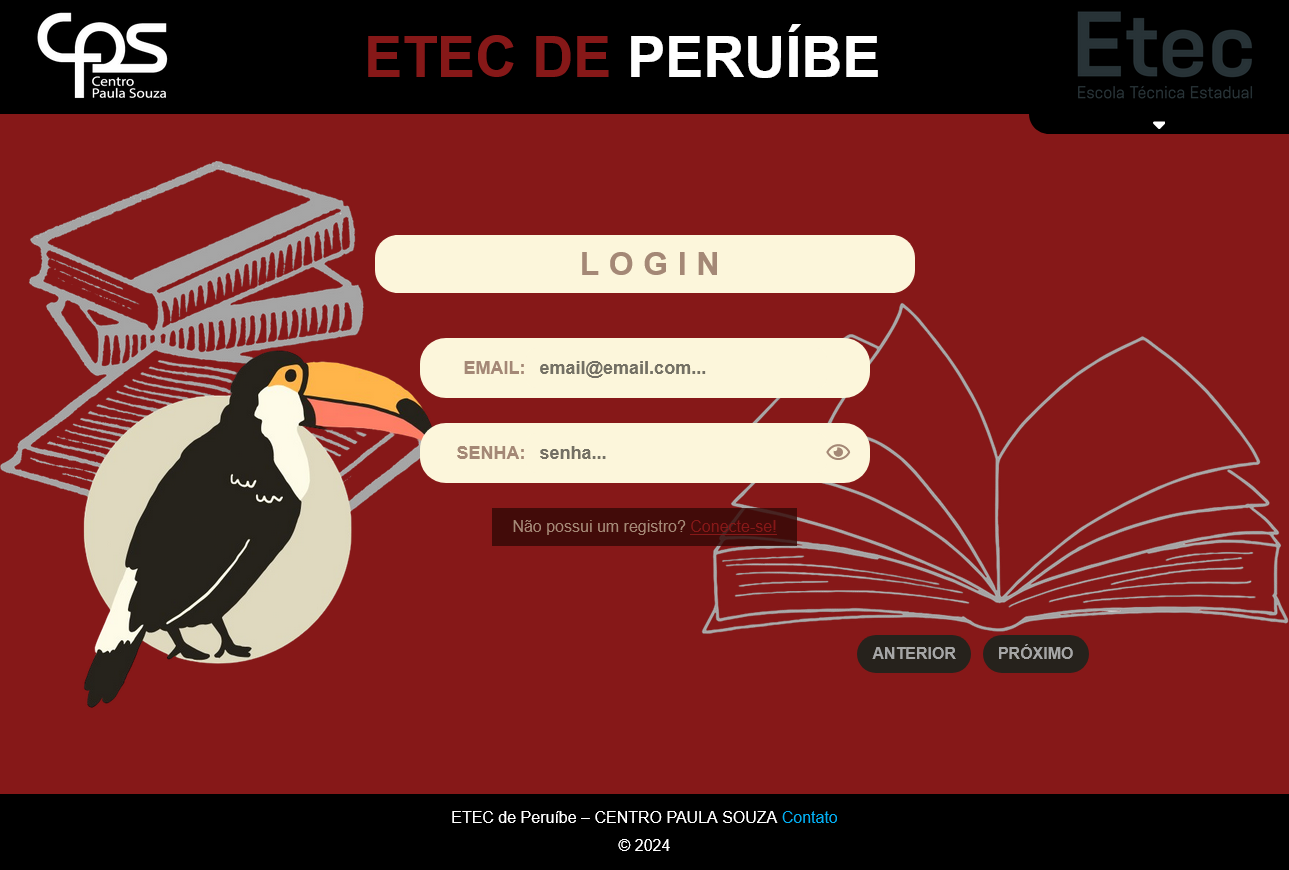 CPS
Centro
Paula Souza
ETEC DE PERUÍBE
Etec
Escola Técnica Estadual
LOGIN
EMAIL: email@email.com...
SENHA: senha...
Não possui um registro? Conecte-se!
ANTERIOR PRÓXIMO
ETEC de Peruíbe – CENTRO PAULA SOUZA Contato
© 2024